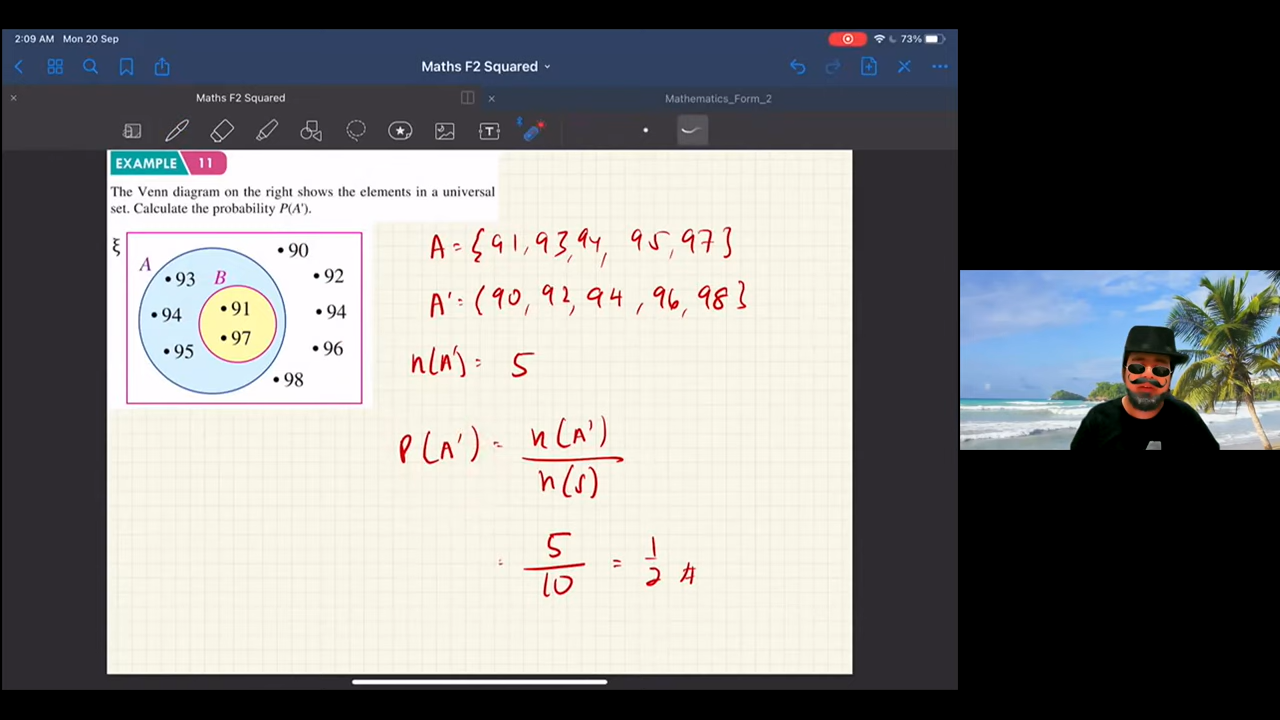 2:09 AM Mon 20 Sep
73%
Maths F2 Squared
Maths F2 Squared
Mathematics_Form_2
EXAMPLE 11
The Venn diagram on the right shows the elements in a universal
set. Calculate the probability P(A').
ξ
A
B
• 93
• 94
• 95
• 91
• 97
• 90
• 92
• 94
• 96
• 98
A = {91, 93, 94, 95, 97}
A' = (90, 92, 94, 96, 98}
n(A') = 5
P(A') = n(A') / n(S)
= 5/10 = 1/2 #